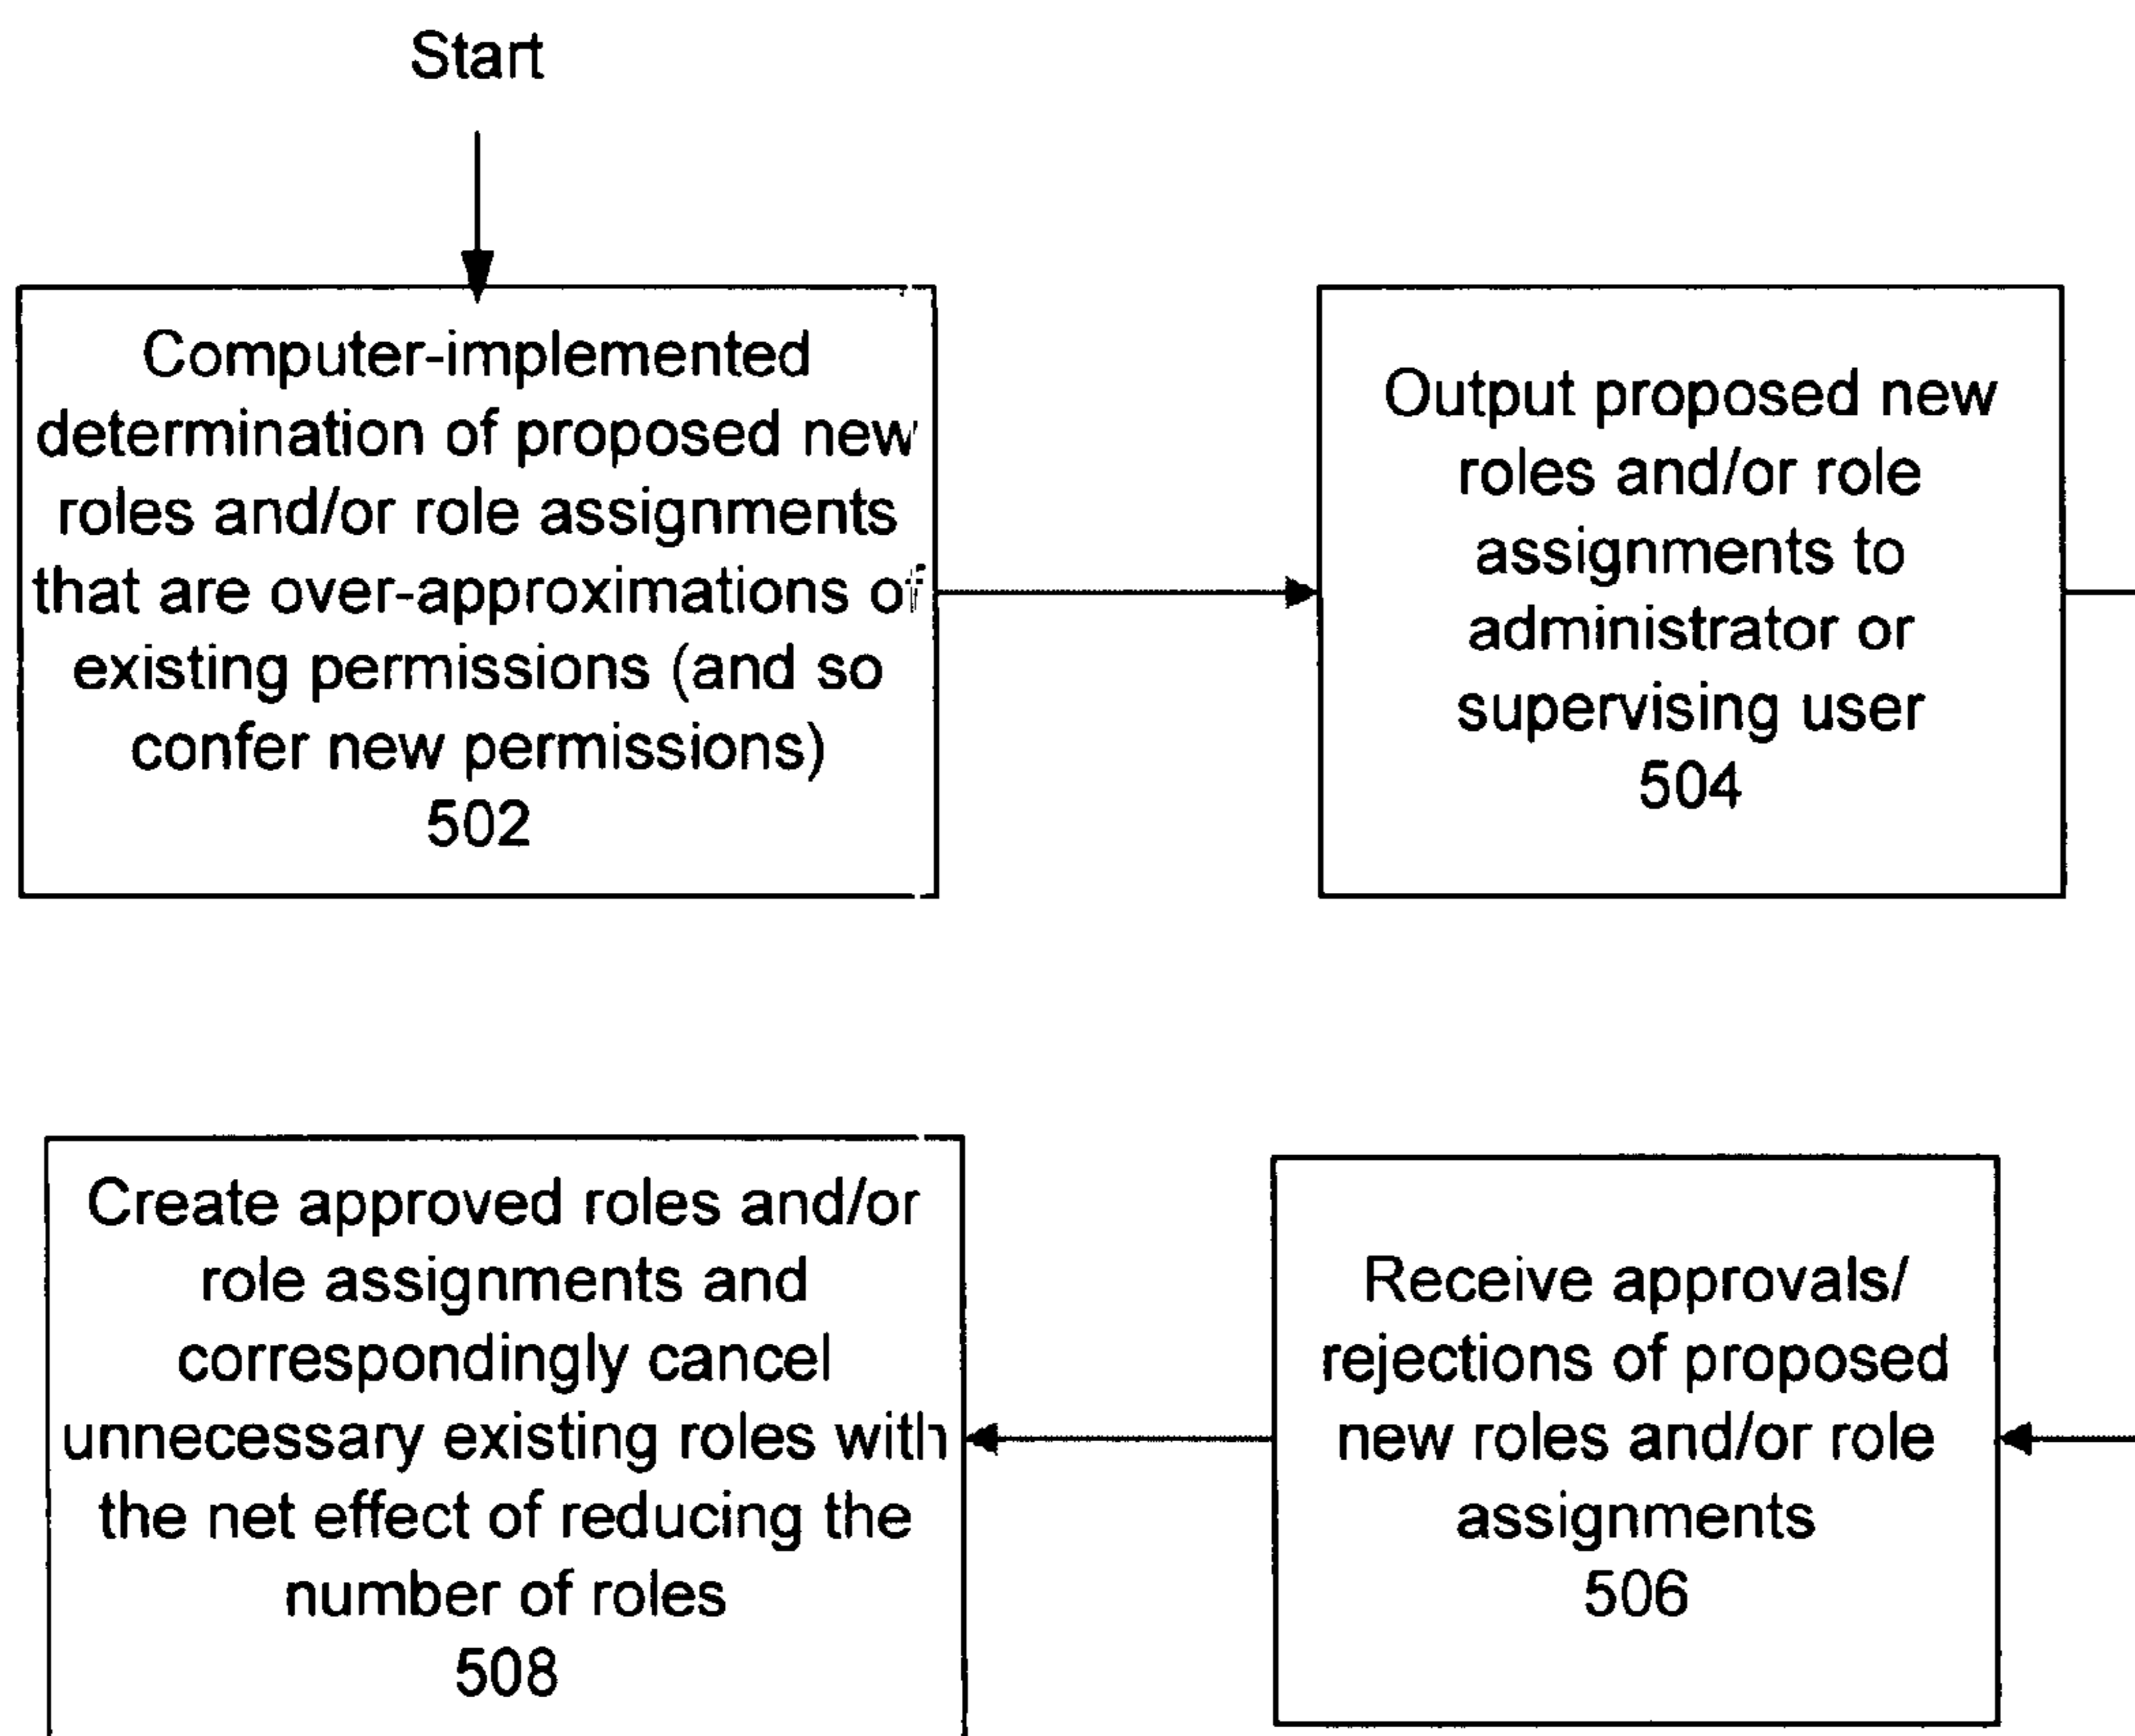 Start
Computer-implemented
determination of proposed new
roles and/or role assignments
that are over-approximations of
existing permissions (and so
confer new permissions)
502
Output proposed new
roles and/or role
assignments to
administrator or
supervising user
504
Receive approvals/
rejections of proposed
new roles and/or role
assignments
506
Create approved roles and/or
role assignments and
correspondingly cancel
unnecessary existing roles with
the net effect of reducing the
number of roles
508